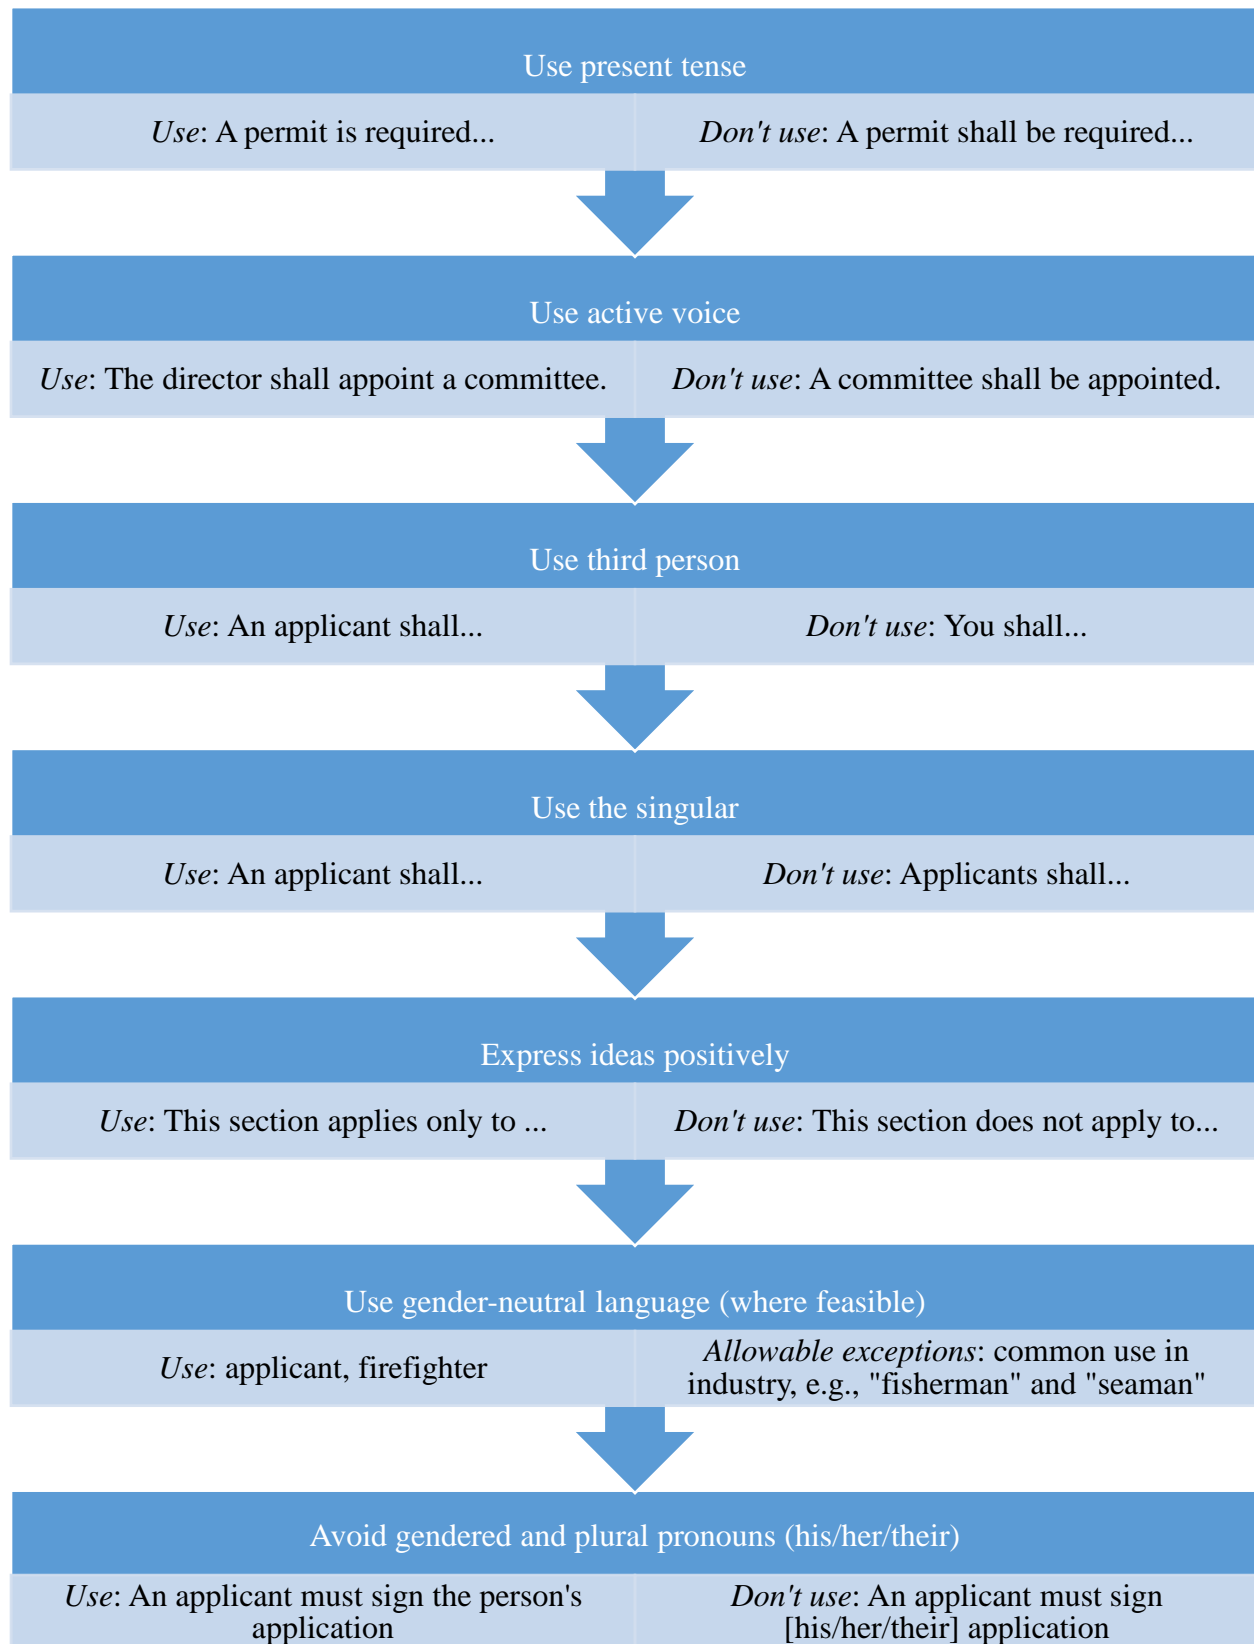 Use present tense
Use: A permit is required...
Don't use: A permit shall be required...
Use active voice
Use: The director shall appoint a committee.
Don't use: A committee shall be appointed.
Use third person
Use: An applicant shall...
Don't use: You shall...
Use the singular
Use: An applicant shall...
Don't use: Applicants shall...
Express ideas positively
Use: This section applies only to ...
Don't use: This section does not apply to...
Use gender-neutral language (where feasible)
Use: applicant, firefighter
Allowable exceptions: common use in
industry, e.g., "fisherman" and "seaman"
Avoid gendered and plural pronouns (his/her/their)
Use: An applicant must sign the person's
application
Don't use: An applicant must sign
[his/her/their] application